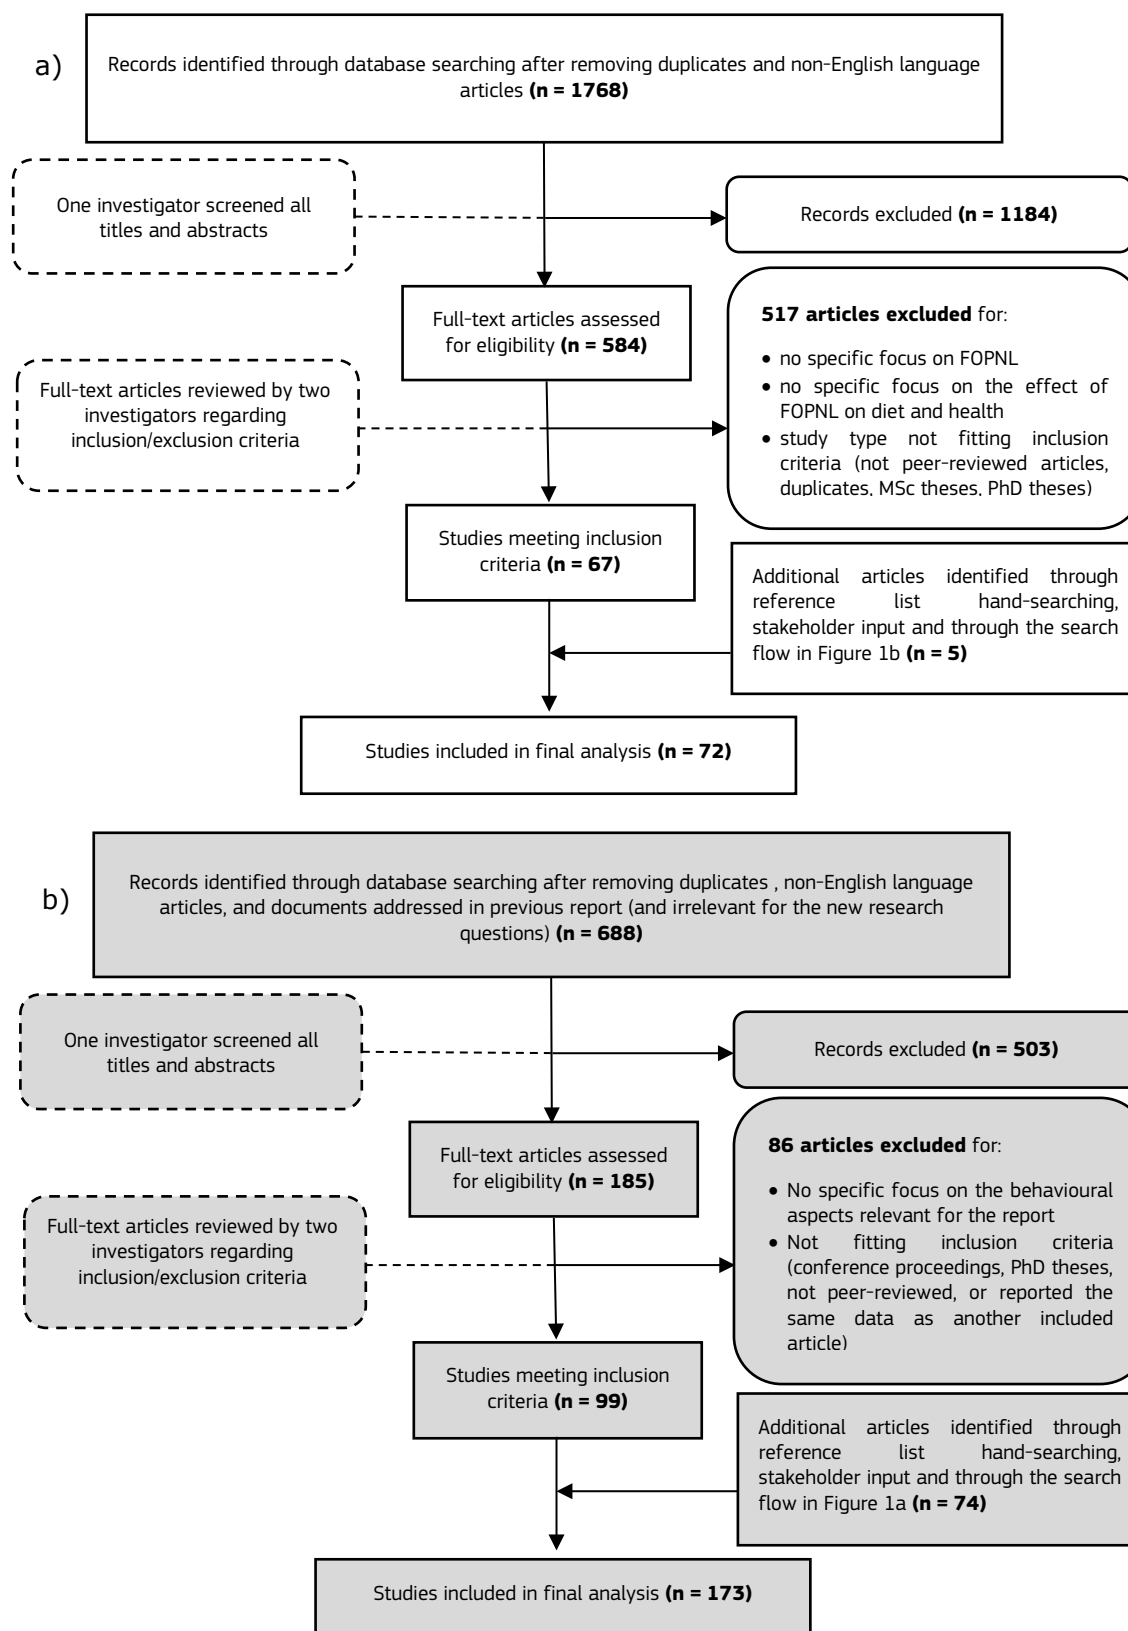 a)
Records identified through database searching after removing duplicates and non-English language
articles (n = 1768)
One investigator screened all
titles and abstracts
Records excluded (n = 1184)
Full-text articles assessed
for eligibility (n = 584)
517 articles excluded for:
• no specific focus on FOPNL
• no specific focus on the effect of
FOPNL on diet and health
• study type not fitting inclusion
criteria (not peer-reviewed articles,
duplicates, MSc theses, PhD theses)
Full-text articles reviewed by two
investigators regarding
inclusion/exclusion criteria
Studies meeting inclusion
criteria (n = 67)
Additional articles identified through
reference list hand-searching,
stakeholder input and through the search
flow in Figure 1b (n = 5)
Studies included in final analysis (n = 72)
b)
Records identified through database searching after removing duplicates , non-English language
articles, and documents addressed in previous report (and irrelevant for the new research
questions) (n = 688)
One investigator screened all
titles and abstracts
Records excluded (n = 503)
Full-text articles assessed
for eligibility (n = 185)
86 articles excluded for:
• No specific focus on the behavioural
aspects relevant for the report
• Not fitting inclusion criteria
(conference proceedings, PhD theses,
not peer-reviewed, or reported the
same data as another included
article)
Full-text articles reviewed by two
investigators regarding
inclusion/exclusion criteria
Studies meeting inclusion
criteria (n = 99)
Additional articles identified through
reference list hand-searching,
stakeholder input and through the search
flow in Figure 1a (n = 74)
Studies included in final analysis (n = 173)